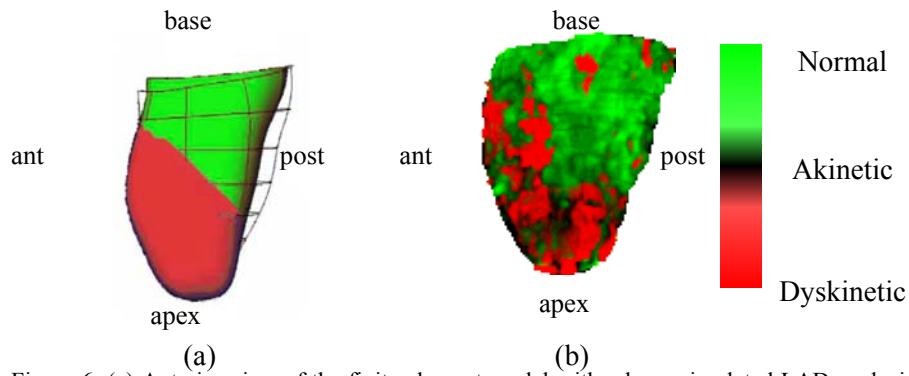 base
base
Normal
ant
post
ant
post
Akinetic
Dyskinetic
apex
apex
(a)
(b)